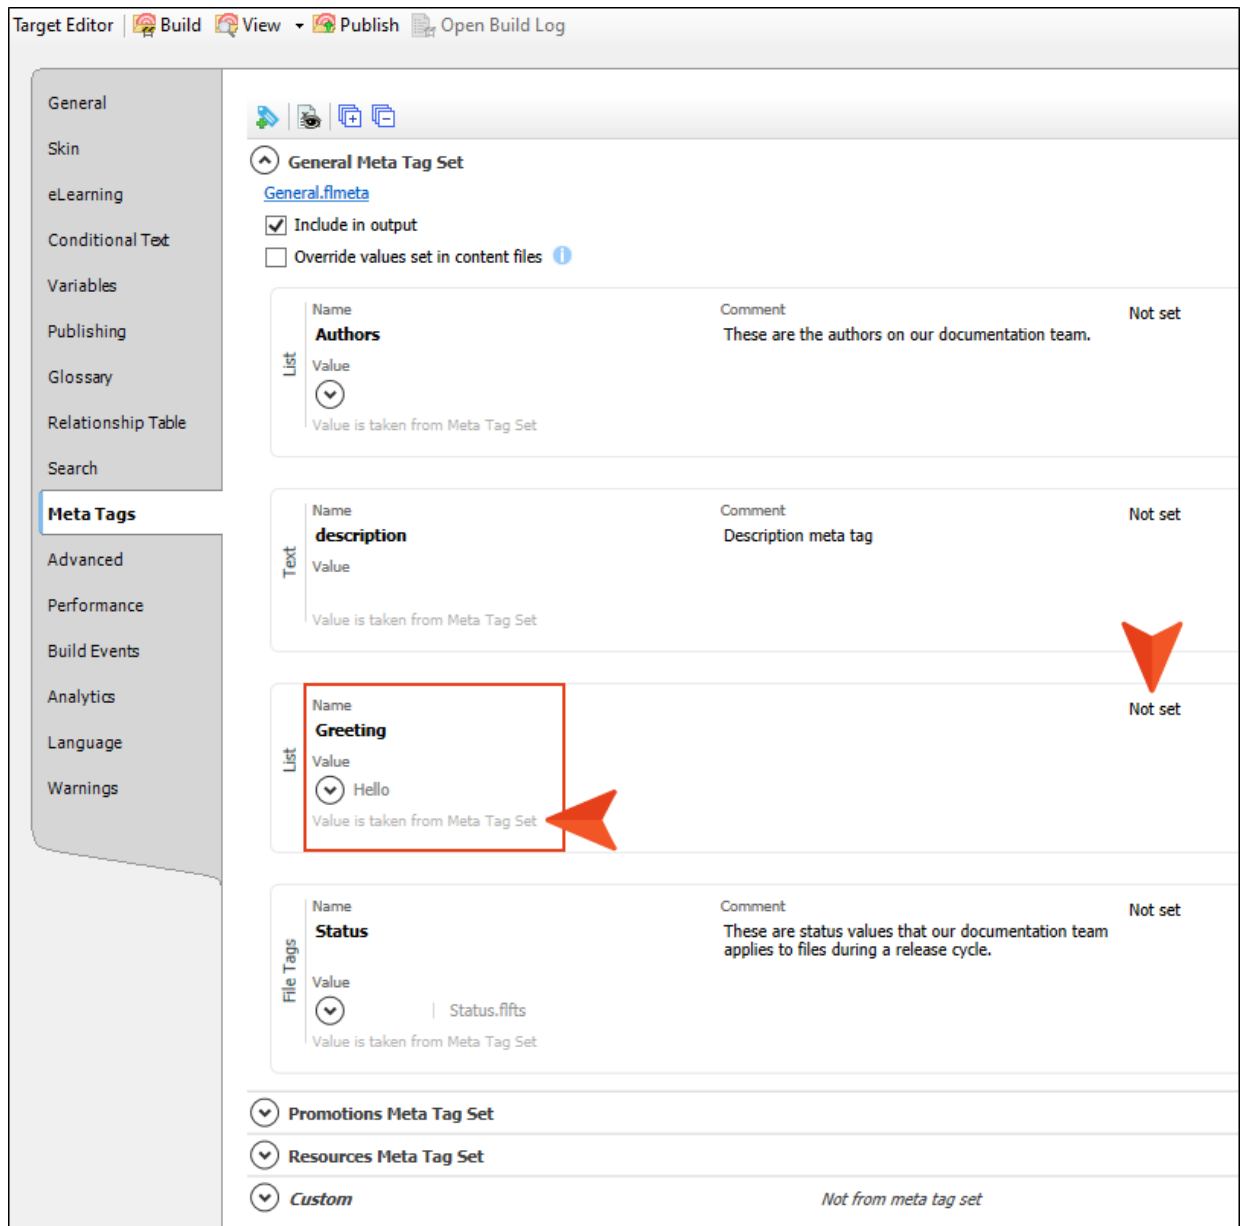 Target Editor Build View Publish Open Build Log
General
Skin
eLearning
Conditional Text
Variables
Publishing
Glossary
Relationship Table
Search
Meta Tags
Advanced
Performance
Build Events
Analytics
Language
Warnings
General Meta Tag Set
General.flmeta
Include in output
Override values set in content files
List
Name
Authors
Value
Value is taken from Meta Tag Set
Comment
These are the authors on our documentation team.
Not set
Text
Name
description
Value
Value is taken from Meta Tag Set
Comment
Description meta tag
Not set
List
Name
Greeting
Value
Hello
Value is taken from Meta Tag Set
Not set
File Tags
Name
Status
Value
Status.flfts
Value is taken from Meta Tag Set
Comment
These are status values that our documentation team
applies to files during a release cycle.
Not set
Promotions Meta Tag Set
Resources Meta Tag Set
Custom Not from meta tag set